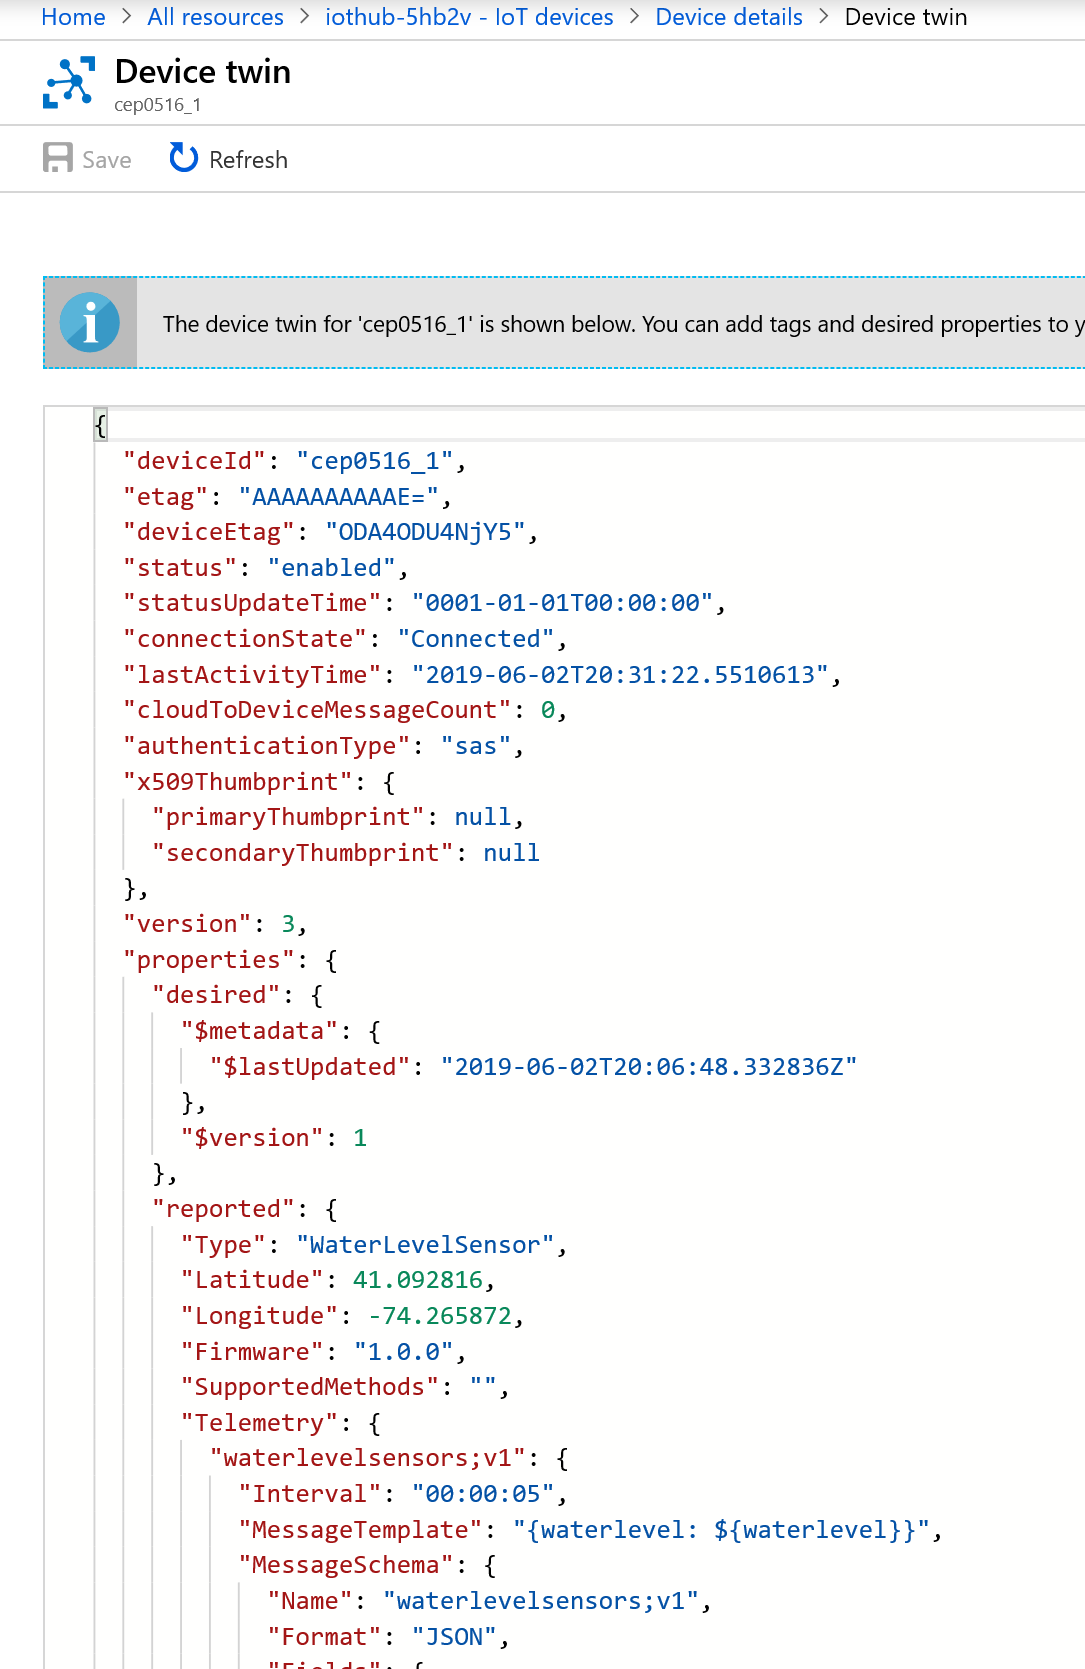 Home > All resources > iothub-5hb2v - IoT devices > Device details > Device twin
Device twin
cep0516_1
Save Refresh
The device twin for 'cep0516_1' is shown below. You can add tags and desired properties to y
{
"deviceId": "cep0516_1",
"etag": "AAAAAAAAAAE=",
"deviceEtag": "ODA4ODU4NjY5",
"status": "enabled",
"statusUpdateTime": "0001-01-01T00:00:00",
"connectionState": "Connected",
"lastActivityTime": "2019-06-02T20:31:22.5510613",
"cloudToDeviceMessageCount": 0,
"authenticationType": "sas",
"x509Thumbprint": {
"primaryThumbprint": null,
"secondaryThumbprint": null
},
"version": 3,
"properties": {
"desired": {
"$metadata": {
"$lastUpdated": "2019-06-02T20:06:48.332836Z"
},
"$version": 1
},
"reported": {
"Type": "WaterLevelSensor",
"Latitude": 41.092816,
"Longitude": -74.265872,
"Firmware": "1.0.0",
"SupportedMethods": "",
"Telemetry": {
"waterlevelsensors;v1": {
"Interval": "00:00:05",
"MessageTemplate": "{waterlevel: ${waterlevel}}",
"MessageSchema": {
"Name": "waterlevelsensors;v1",
"Format": "JSON",
"Fields": {